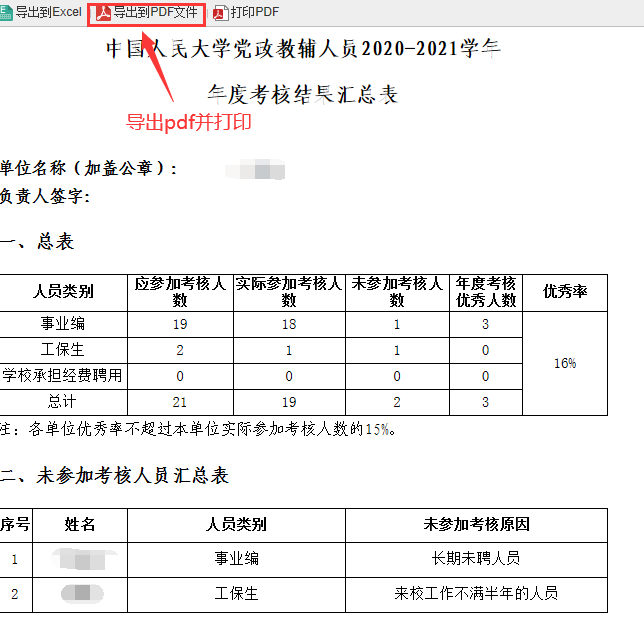 导出到Excel 导出到PDF文件 打印PDF
中国人民大学党政教辅人员2020-2021学年
年度考核结果汇总表
导出pdf并打印
单位名称（加盖公章）:
负责人签字:
一、总表
人员类别 应参加考核人数 实际参加考核人数 未参加考核人数 年度考核优秀人数 优秀率
事业编 19 18 1 3
工保生 2 1 1 0
16%
学校承担经费聘用 0 0 0 0
总计 21 19 2 3
注: 各单位优秀率不超过本单位实际参加考核人数的15%。
二、未参加考核人员汇总表
序号 姓名 人员类别 未参加考核原因
1 事业编 长期未聘人员
2 工保生 来校工作不满半年的人员